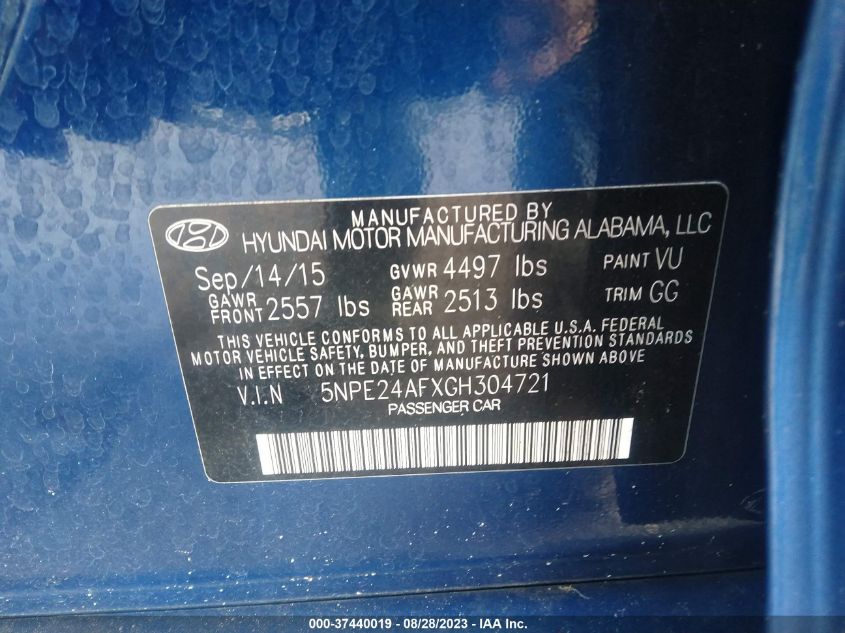 MANUFACTURED BY
HYUNDAI MOTOR MANUFACTURING ALABAMA, LLC
Sep/14/15 GVWR 4497 lbs PAINT VU
GAWR FRONT 2557 lbs GAWR REAR 2513 lbs TRIM GG
THIS VEHICLE CONFORMS TO ALL APPLICABLE U.S.A. FEDERAL
MOTOR VEHICLE SAFETY, BUMPER, AND THEFT PREVENTION STANDARDS
IN EFFECT ON THE DATE OF MANUFACTURE SHOWN ABOVE
V.I.N 5NPE24AFXGH304721
PASSENGER CAR
000-37440019 - 08/28/2023 - IAA Inc.